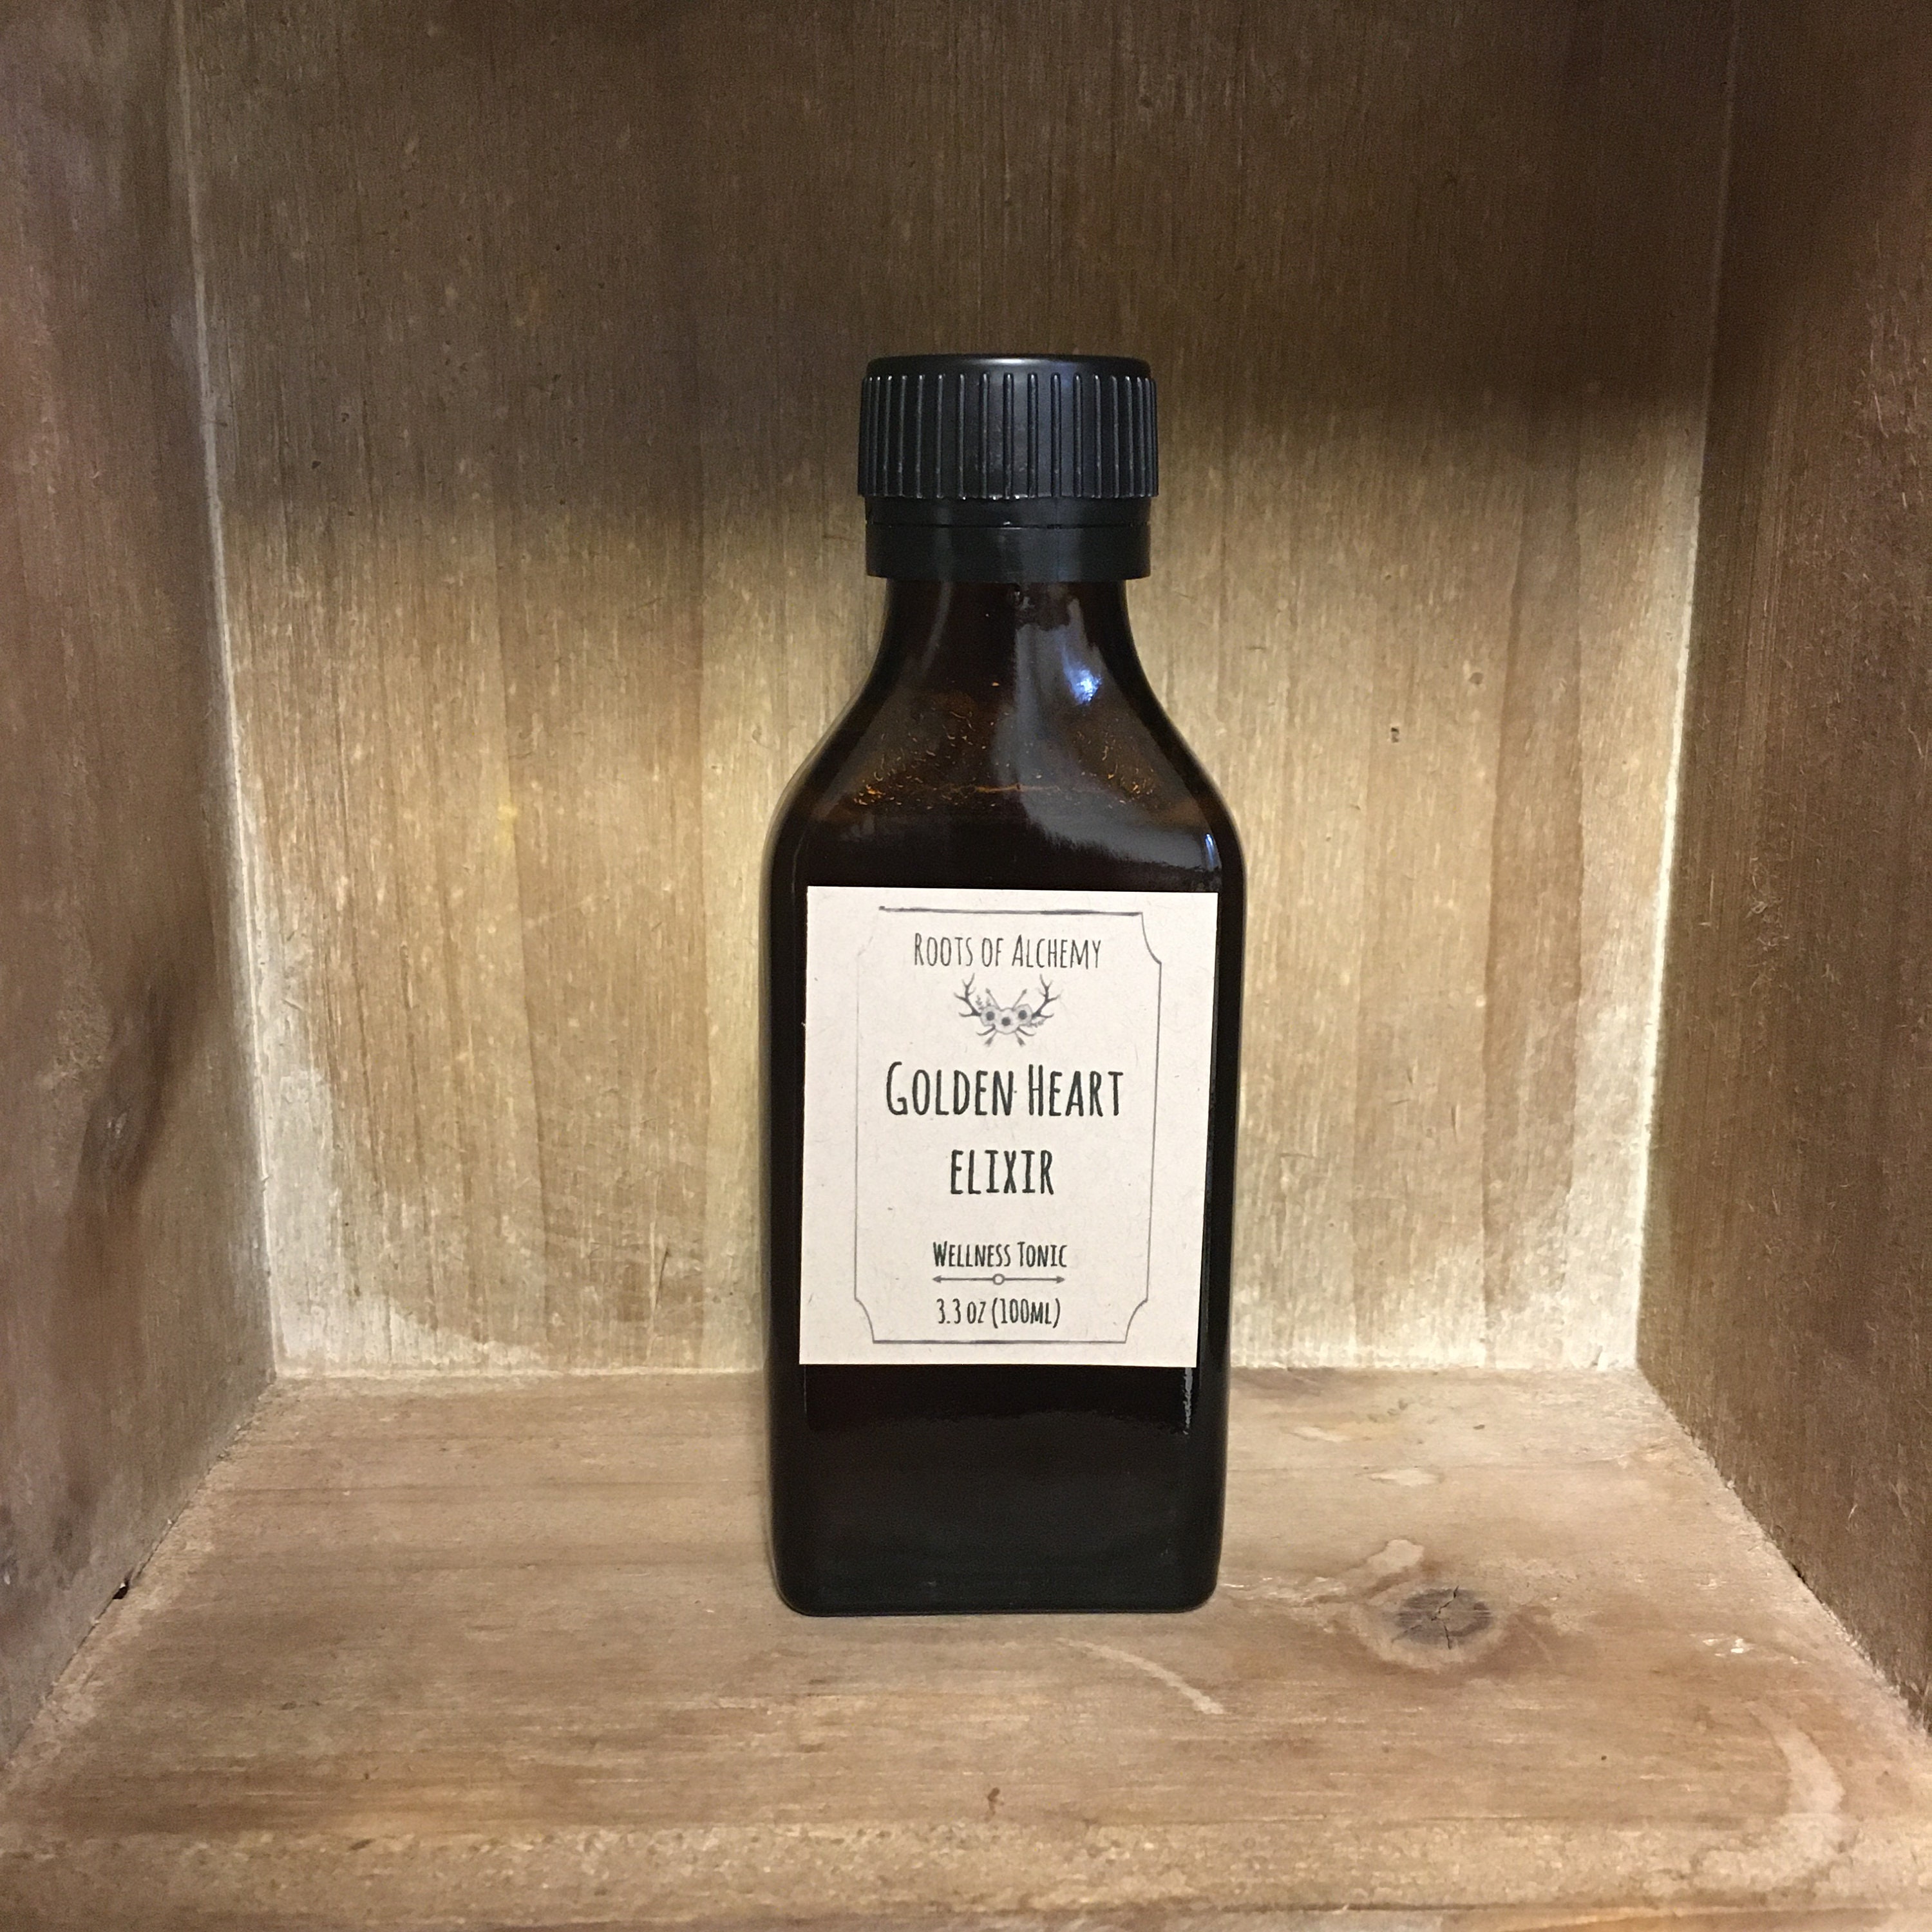 Roots of Alchemy
Golden Heart
elixir
Wellness Tonic
3.3 oz (100ml)